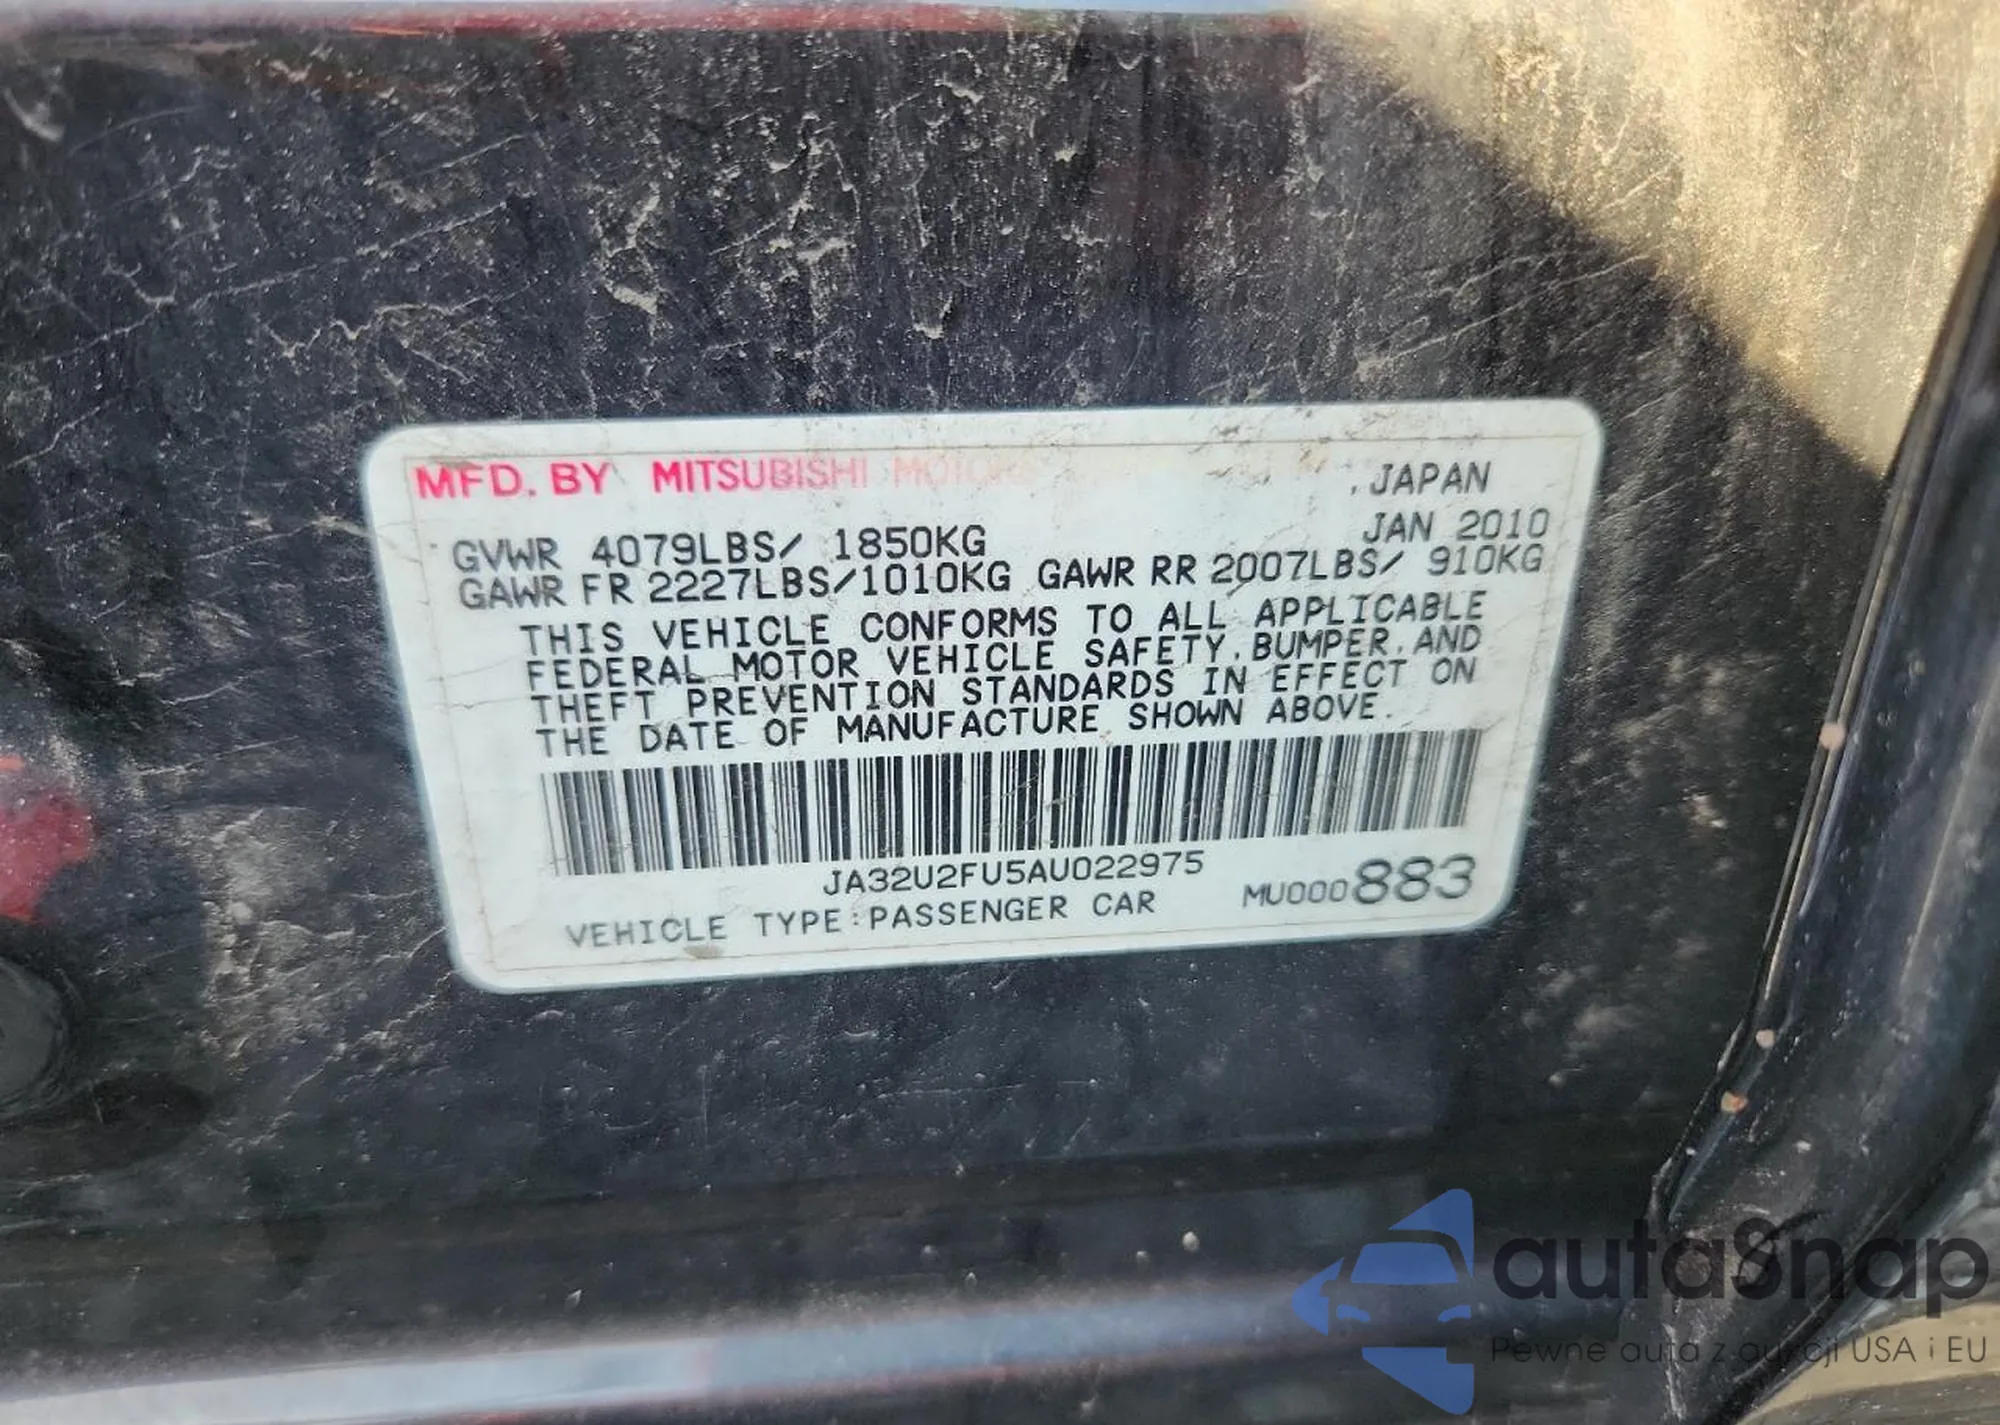 MFD. BY MITSUBISHI MOTORS , JAPAN
JAN 2010
GVWR 4079LBS/ 1850KG
GAWR FR 2227LBS/1010KG GAWR RR 2007LBS/ 910KG
THIS VEHICLE CONFORMS TO ALL APPLICABLE
FEDERAL MOTOR VEHICLE SAFETY, BUMPER, AND
THEFT PREVENTION STANDARDS IN EFFECT ON
THE DATE OF MANUFACTURE SHOWN ABOVE.
JA32U2FU5AU022975
VEHICLE TYPE:PASSENGER CAR MU000883
autaSnap
Pewne auta z aukcji USA i EU